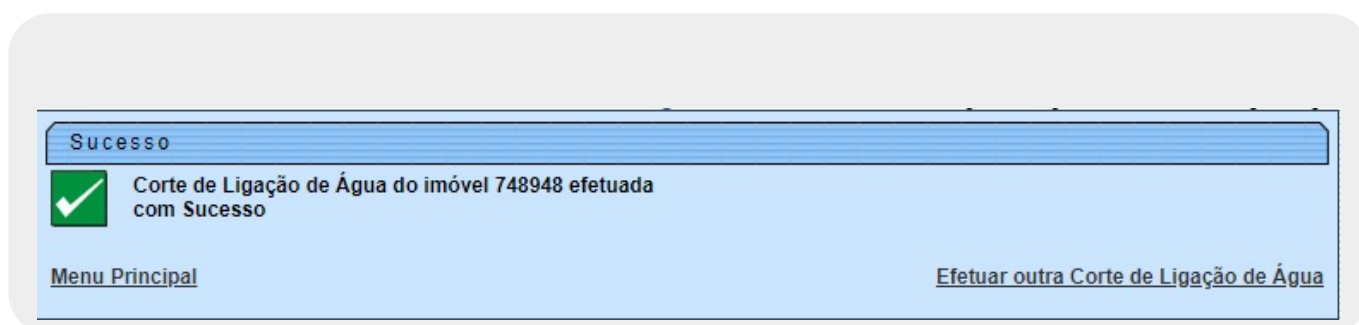 Sucesso
Corte de Ligação de Água do imóvel 748948 efetuada
com Sucesso
Menu Principal
Efetuar outra Corte de Ligação de Água